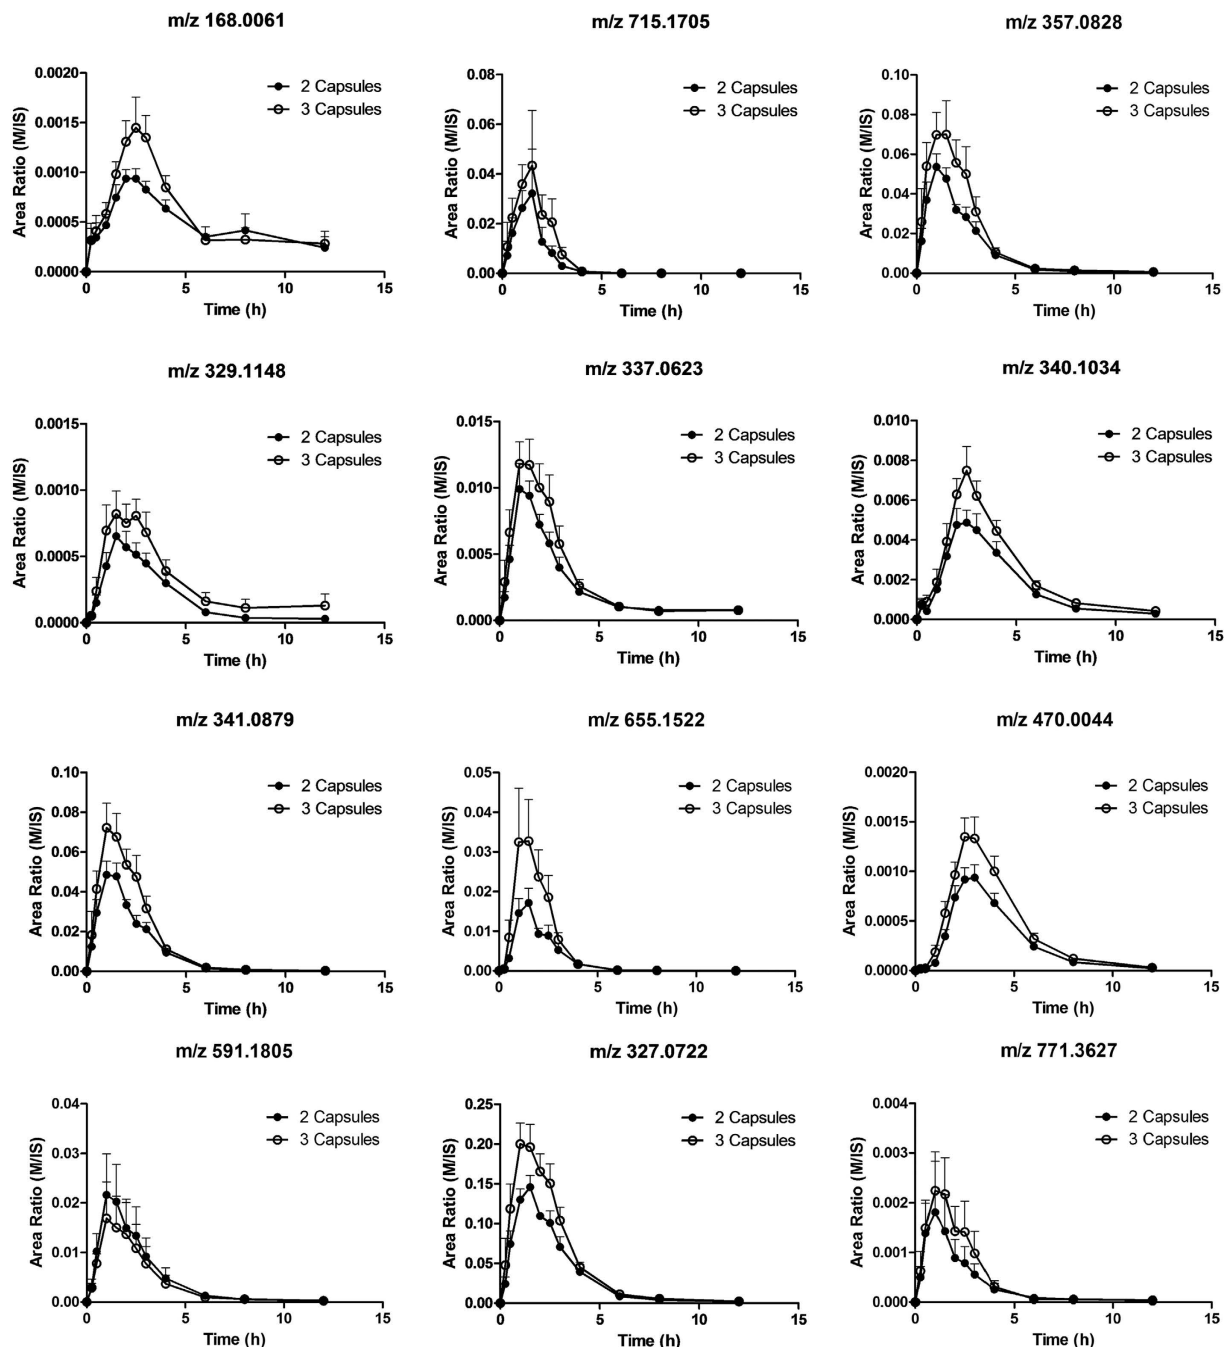 m/z 168.0061
Area Ratio (M/IS)
0.0020
0.0015
0.0010
0.0005
0.0000
2 Capsules
3 Capsules
0 5 10 15
Time (h)
m/z 715.1705
Area Ratio (M/IS)
0.08
0.06
0.04
0.02
0.00
2 Capsules
3 Capsules
0 5 10 15
Time (h)
m/z 357.0828
Area Ratio (M/IS)
0.10
0.08
0.06
0.04
0.02
0.00
2 Capsules
3 Capsules
0 5 10 15
Time (h)
m/z 329.1148
Area Ratio (M/IS)
0.0015
0.0010
0.0005
0.0000
2 Capsules
3 Capsules
0 5 10 15
Time (h)
m/z 337.0623
Area Ratio (M/IS)
0.015
0.010
0.005
0.000
2 Capsules
3 Capsules
0 5 10 15
Time (h)
m/z 340.1034
Area Ratio (M/IS)
0.010
0.008
0.006
0.004
0.002
0.000
2 Capsules
3 Capsules
0 5 10 15
Time (h)
m/z 341.0879
Area Ratio (M/IS)
0.10
0.08
0.06
0.04
0.02
0.00
2 Capsules
3 Capsules
0 5 10 15
Time (h)
m/z 655.1522
Area Ratio (M/IS)
0.05
0.04
0.03
0.02
0.01
0.00
2 Capsules
3 Capsules
0 5 10 15
Time (h)
m/z 470.0044
Area Ratio (M/IS)
0.0020
0.0015
0.0010
0.0005
0.0000
2 Capsules
3 Capsules
0 5 10 15
Time (h)
m/z 591.1805
Area Ratio (M/IS)
0.04
0.03
0.02
0.01
0.00
2 Capsules
3 Capsules
0 5 10 15
Time (h)
m/z 327.0722
Area Ratio (M/IS)
0.25
0.20
0.15
0.10
0.05
0.00
2 Capsules
3 Capsules
0 5 10 15
Time (h)
m/z 771.3627
Area Ratio (M/IS)
0.004
0.003
0.002
0.001
0.000
2 Capsules
3 Capsules
0 5 10 15
Time (h)